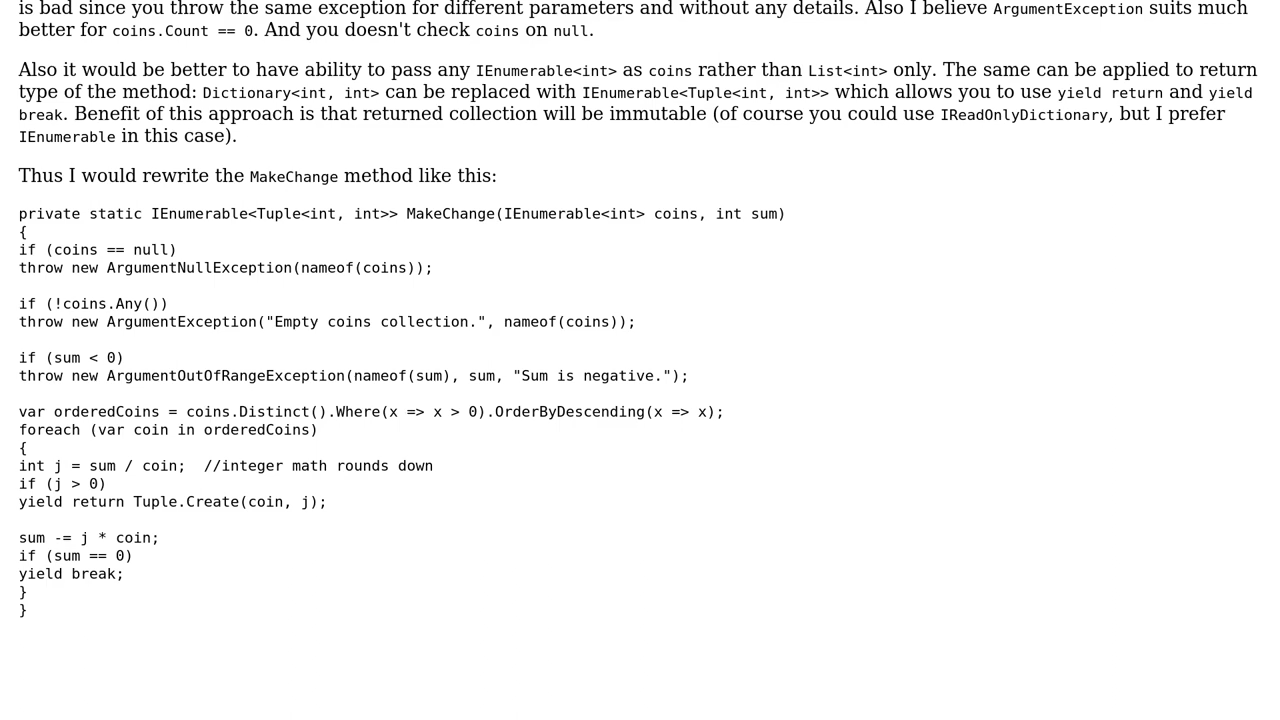 is bad since you throw the same exception for different parameters and without any details. Also I believe ArgumentException suits much
better for coins.Count == 0. And you doesn't check coins on null.
Also it would be better to have ability to pass any IEnumerable<int> as coins rather than List<int> only. The same can be applied to return
type of the method: Dictionary<int, int> can be replaced with IEnumerable<Tuple<int, int>> which allows you to use yield return and yield
break. Benefit of this approach is that returned collection will be immutable (of course you could use IReadOnlyDictionary, but I prefer
IEnumerable in this case).
Thus I would rewrite the MakeChange method like this:
private static IEnumerable<Tuple<int, int>> MakeChange(IEnumerable<int> coins, int sum)
{
if (coins == null)
throw new ArgumentNullException(nameof(coins));
if (!coins.Any())
throw new ArgumentException("Empty coins collection.", nameof(coins));
if (sum < 0)
throw new ArgumentOutOfRangeException(nameof(sum), sum, "Sum is negative.");
var orderedCoins = coins.Distinct().Where(x => x > 0).OrderByDescending(x => x);
foreach (var coin in orderedCoins)
{
int j = sum / coin;  //integer math rounds down
if (j > 0)
yield return Tuple.Create(coin, j);
sum -= j * coin;
if (sum == 0)
yield break;
}
}